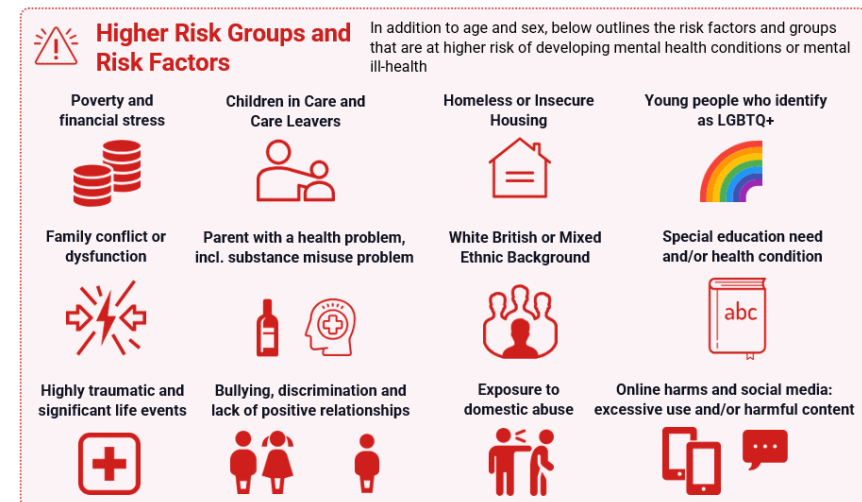 Higher Risk Groups and
Risk Factors
In addition to age and sex, below outlines the risk factors and groups
that are at higher risk of developing mental health conditions or mental
ill-health
Poverty and
financial stress
Children in Care and
Care Leavers
Homeless or Insecure
Housing
Young people who identify
as LGBTQ+
Family conflict or
dysfunction
Parent with a health problem,
incl. substance misuse problem
White British or Mixed
Ethnic Background
Special education need
and/or health condition
abc
Highly traumatic and
significant life events
Bullying, discrimination and
lack of positive relationships
Exposure to
domestic abuse
Online harms and social media:
excessive use and/or harmful content